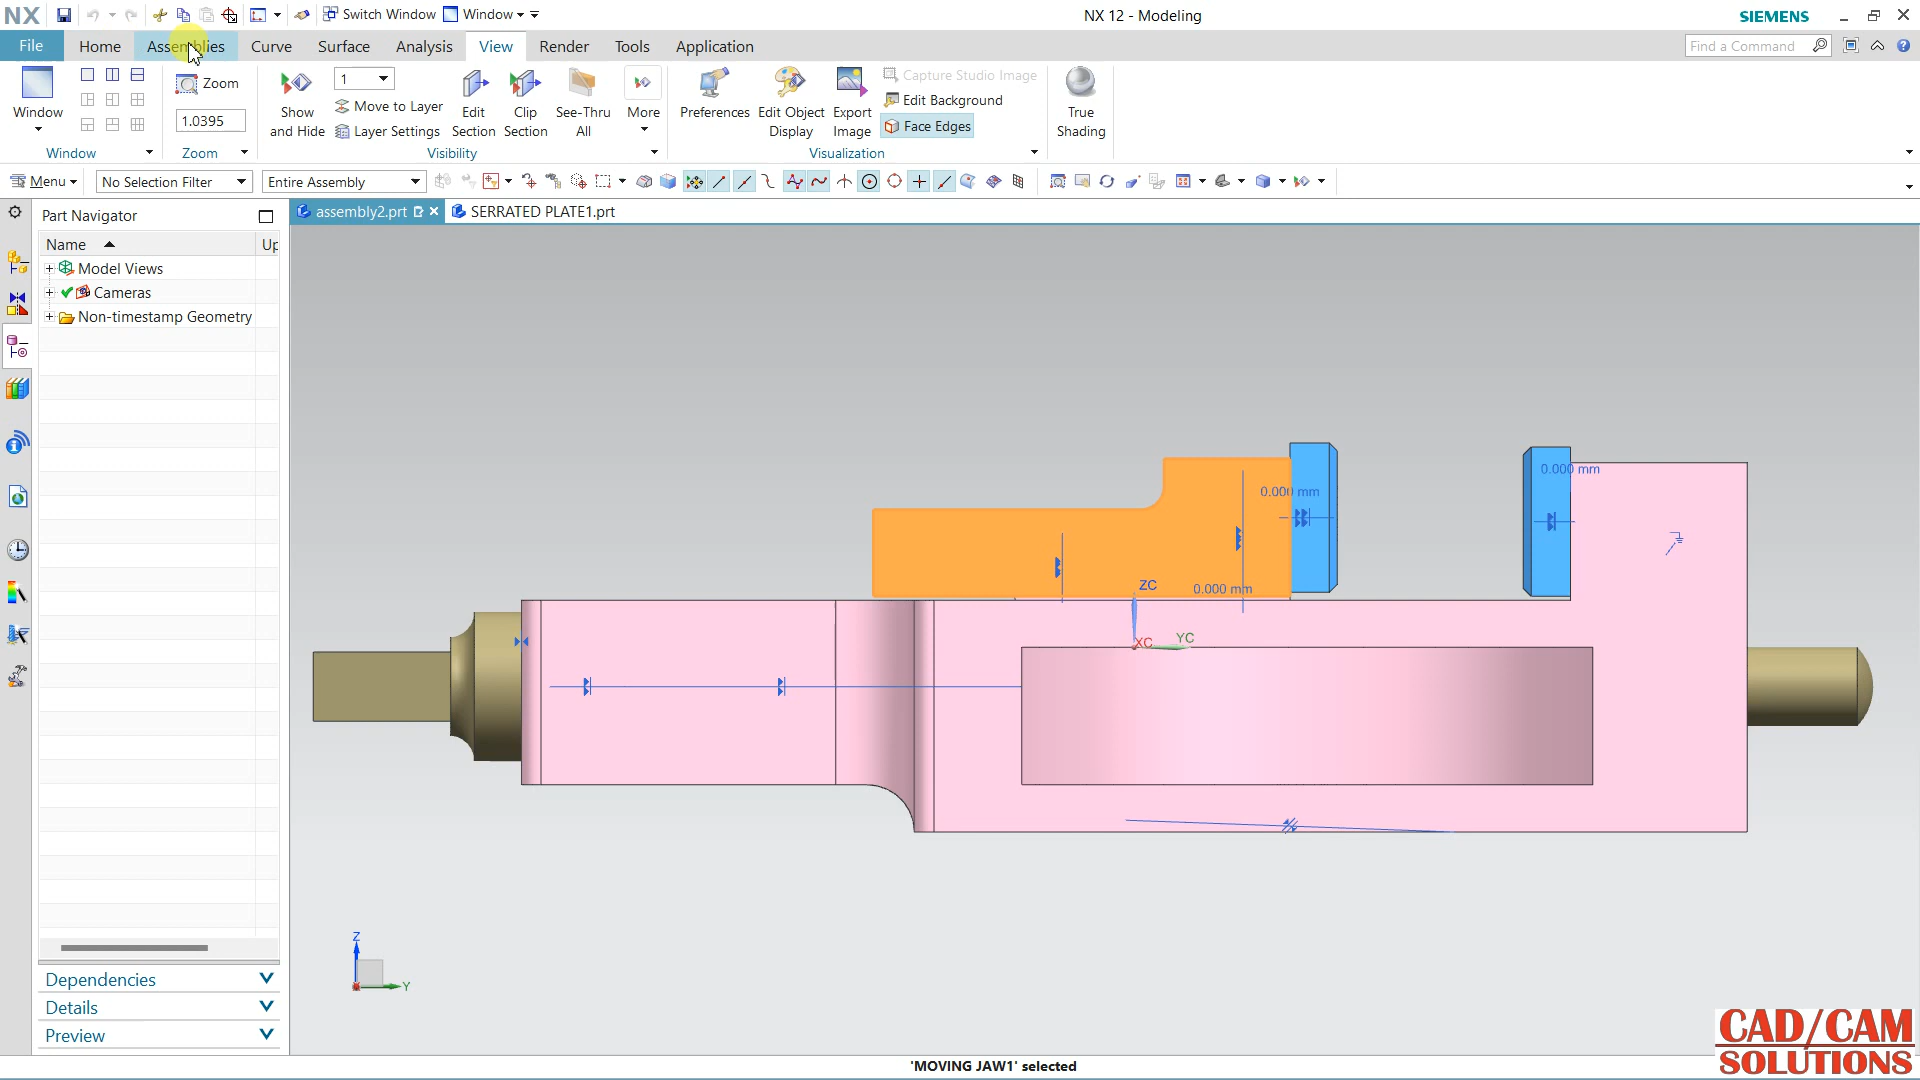 NX
Switch Window
Window
NX 12 - Modeling
SIEMENS
File
Home
Assemblies
Curve
Surface
Analysis
View
Render
Tools
Application
Find a Command
Window
Zoom
1.0395
Show and Hide
1
Move to Layer
Layer Settings
Edit Section
Clip Section
See-Thru All
More
Preferences
Edit Object Display
Export Image
Capture Studio Image
Edit Background
Face Edges
True Shading
Window
Zoom
Visibility
Visualization
Menu
No Selection Filter
Entire Assembly
Part Navigator
assembly2.prt
SERRATED PLATE1.prt
Name
Up
Model Views
Cameras
Non-timestamp Geometry
0.000 mm
0.000 mm
0.000 mm
ZC
XC
YC
Z
Y
Dependencies
Details
Preview
CAD/CAM
SOLUTIONS
'MOVING JAW1' selected